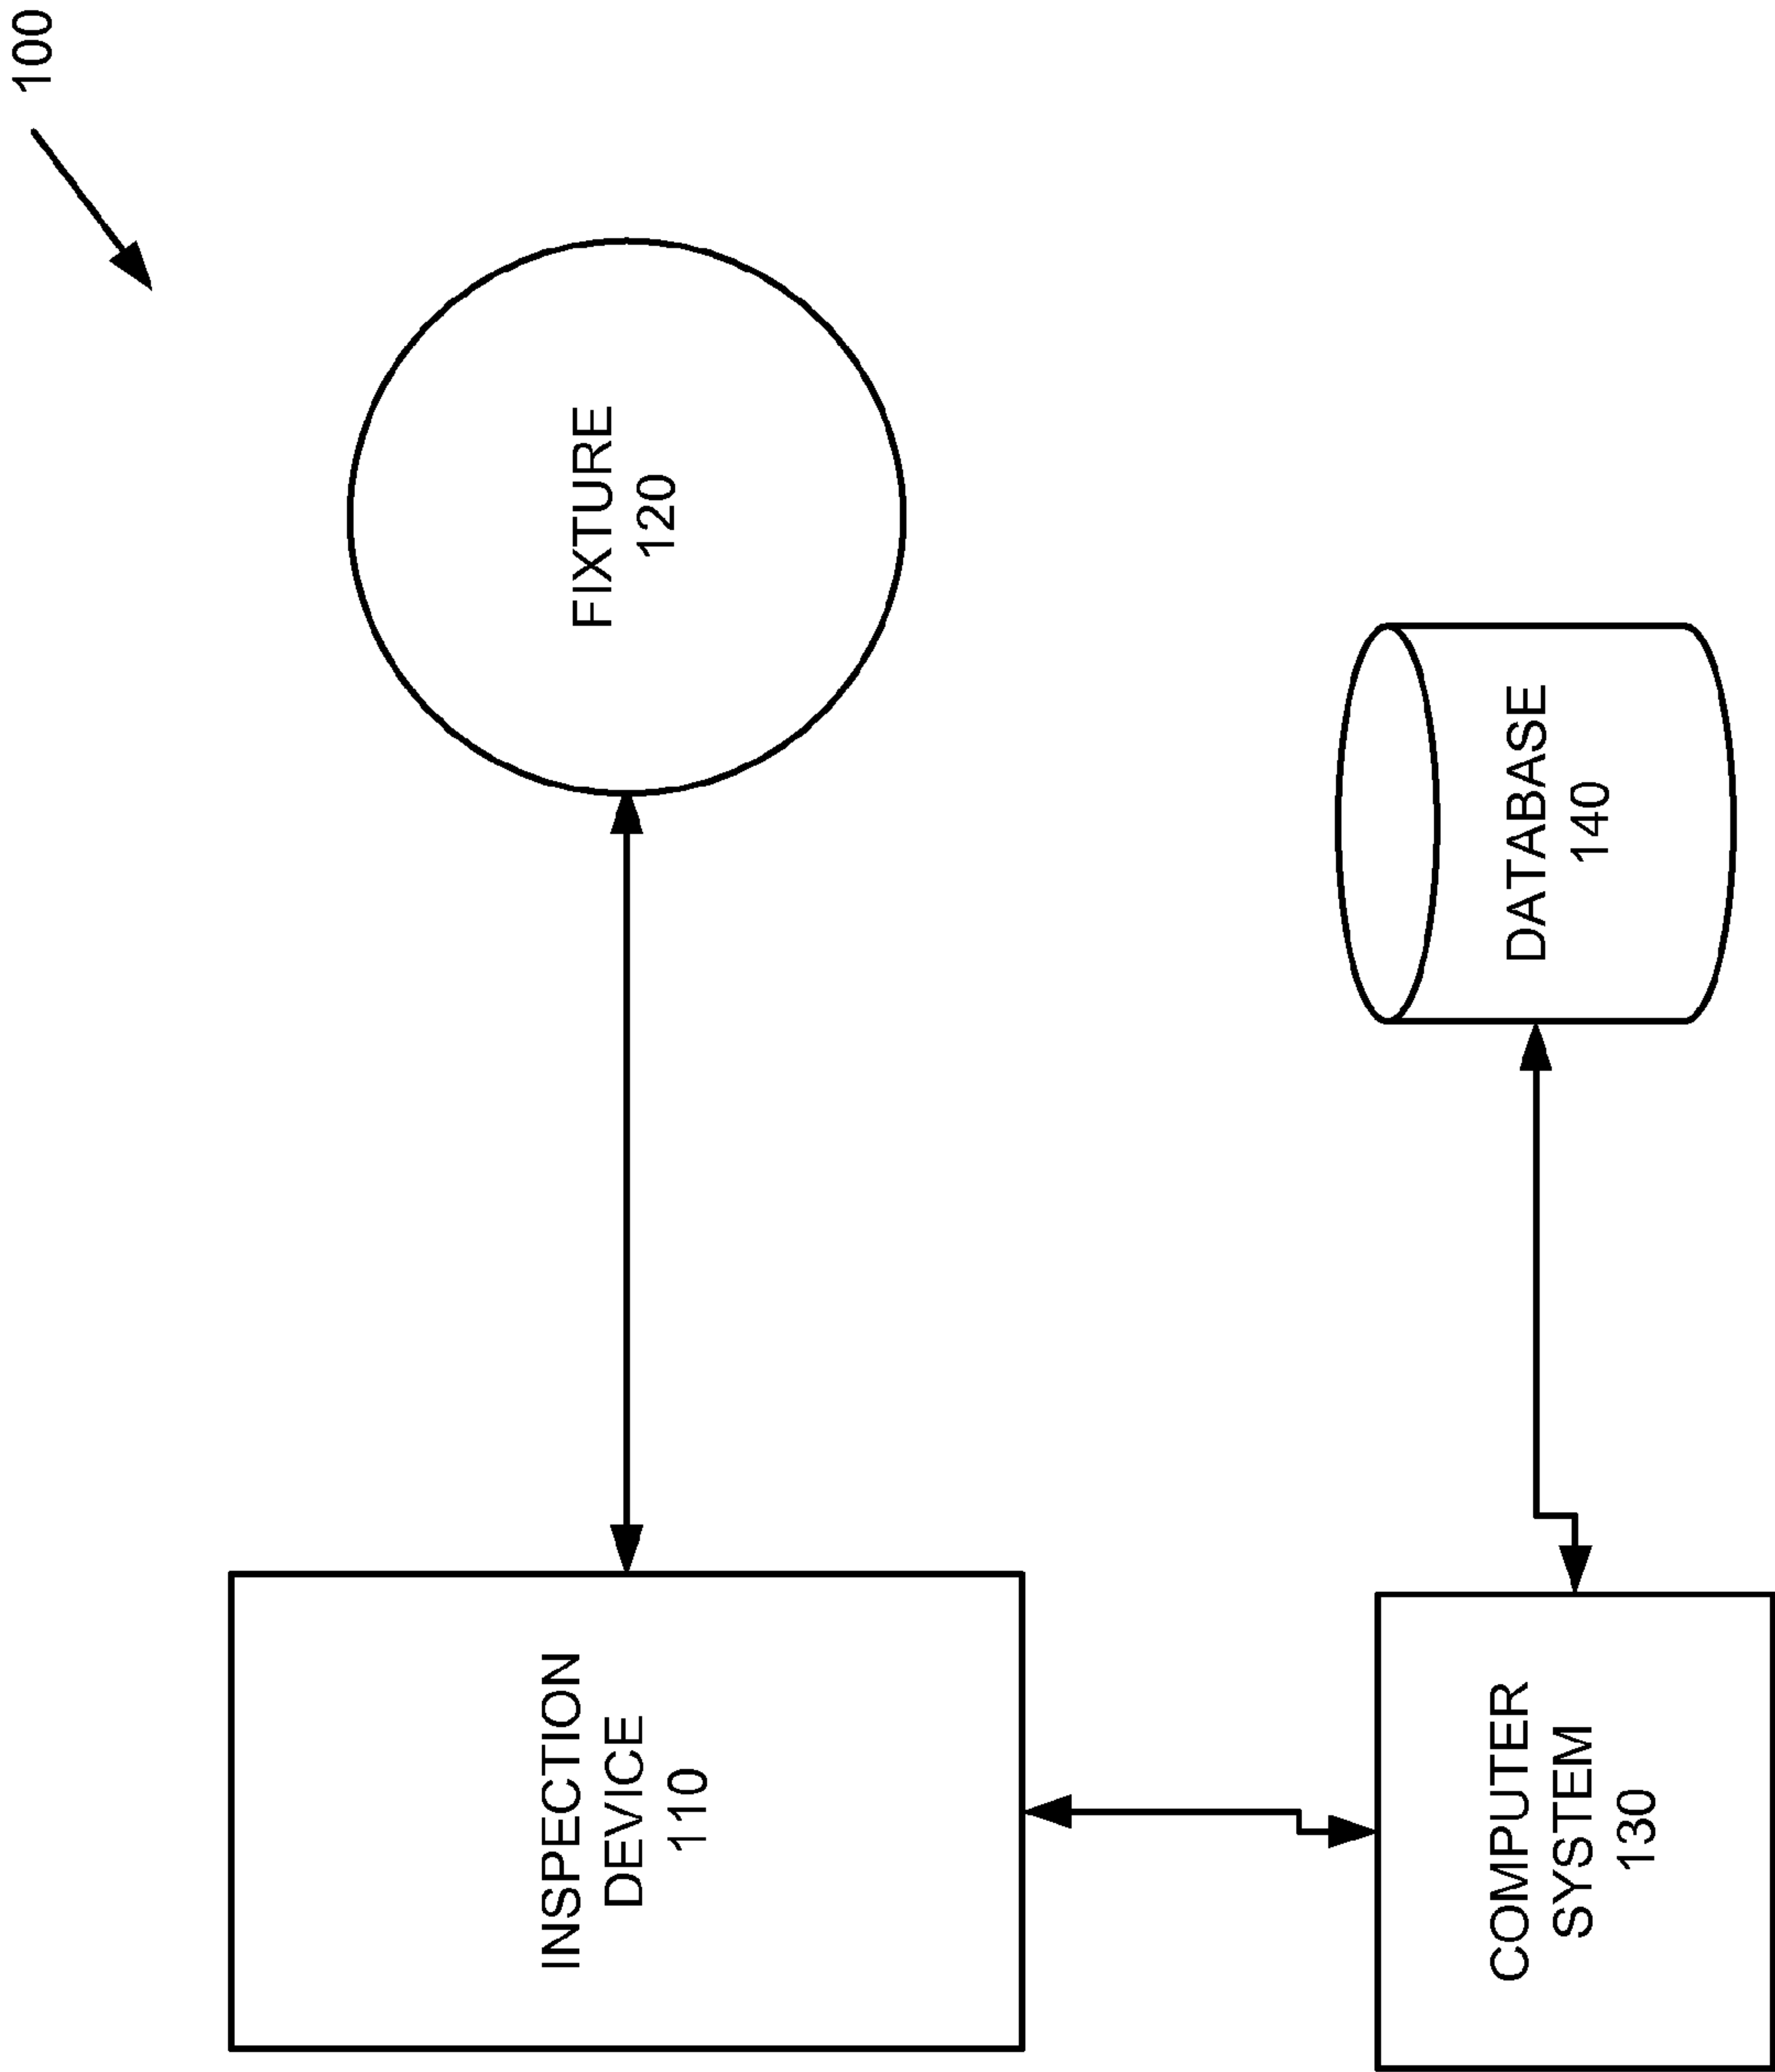 100
INSPECTION
DEVICE
110
FIXTURE
120
COMPUTER
SYSTEM
130
DATABASE
140